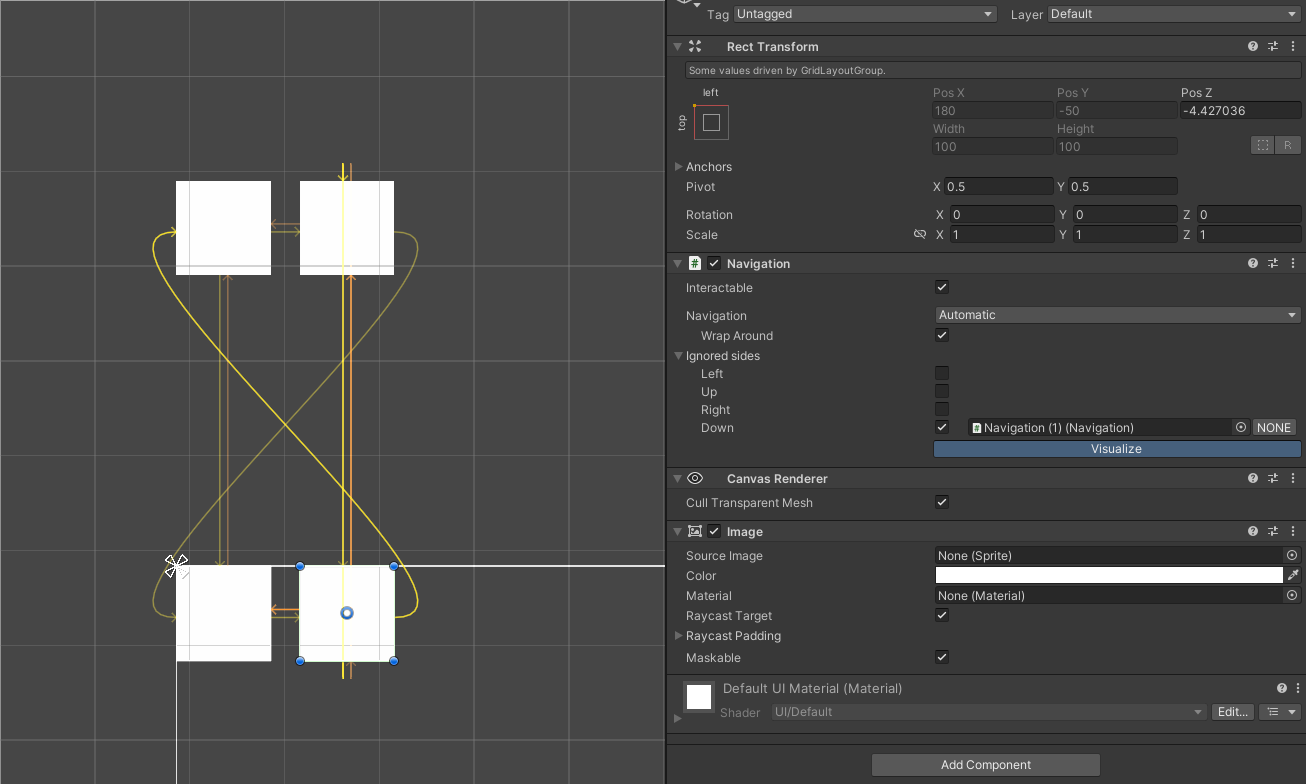 Tag Untagged Layer Default
Rect Transform
Some values driven by GridLayoutGroup.
left Pos X Pos Y Pos Z
top 180 -50 -4.427036
Width Height
100 100 R
Anchors
Pivot X 0.5 Y 0.5
Rotation X 0 Y 0 Z 0
Scale X 1 Y 1 Z 1
# Navigation
Interactable
Navigation Automatic
Wrap Around
Ignored sides
Left
Up
Right
Down # Navigation (1) (Navigation) NONE
Visualize
Canvas Renderer
Cull Transparent Mesh
Image
Source Image None (Sprite)
Color
Material None (Material)
Raycast Target
Raycast Padding
Maskable
Default UI Material (Material)
Shader UI/Default Edit...
Add Component